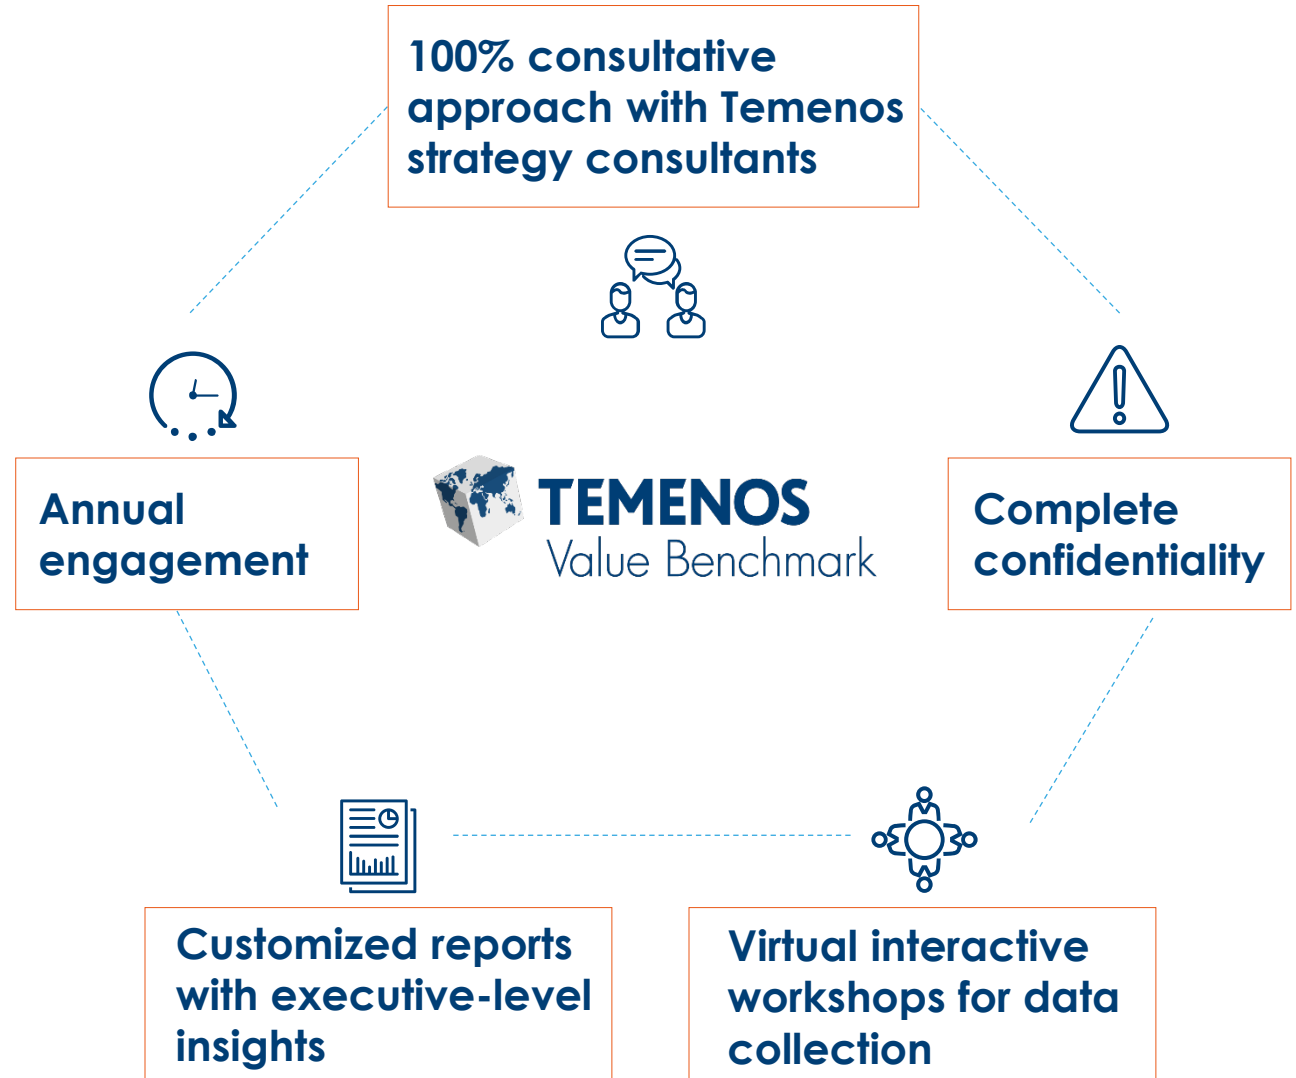 100% consultative
approach with Temenos
strategy consultants
Annual
engagement
TEMENOS
Value Benchmark
Complete
confidentiality
Customized reports
with executive-level
insights
Virtual interactive
workshops for data
collection